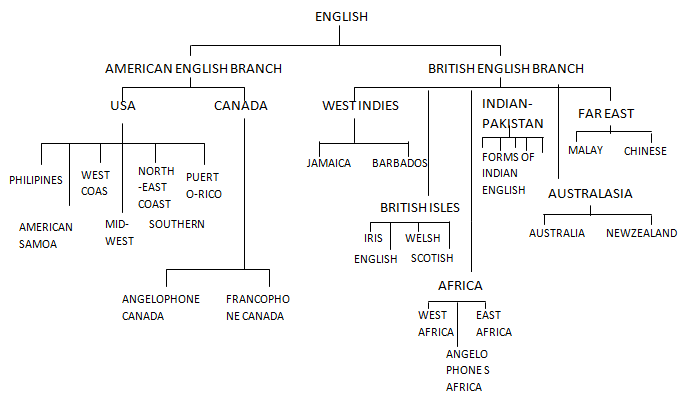 ENGLISH
AMERICAN ENGLISH BRANCH
BRITISH ENGLISH BRANCH
USA
CANADA
WEST INDIES
INDIAN-
PAKISTAN
FAR EAST
PHILIPINES
WEST
COAS
NORTH
-EAST
COAST
PUERT
O-RICO
AMERICAN
SAMOA
MID-
WEST
SOUTHERN
JAMAICA
BARBADOS
FORMS OF
INDIAN
ENGLISH
MALAY
CHINESE
BRITISH ISLES
AUSTRALASIA
IRIS
WELSH
ENGLISH
SCOTISH
AUSTRALIA
NEWZEALAND
ANGELOPHONE
CANADA
FRANCOPHO
NE CANADA
AFRICA
WEST
AFRICA
EAST
AFRICA
ANGELO
PHONE S
AFRICA